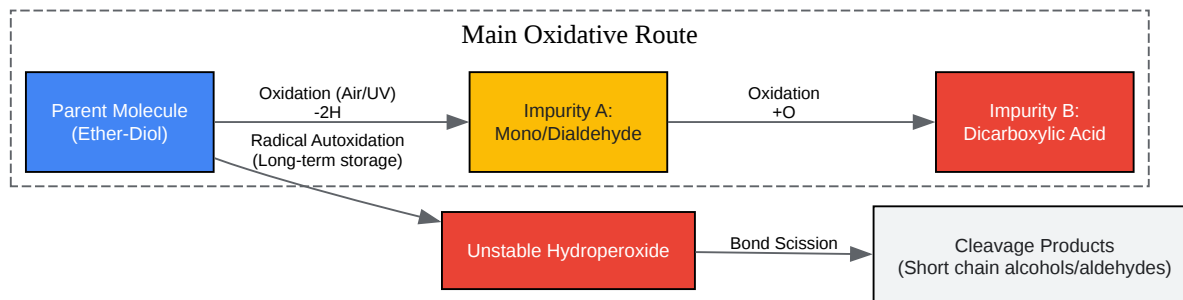 Main Oxidative Route
Parent Molecule
(Ether-Diol)
Oxidation (Air/UV)
-2H
Impurity A:
Mono/Dialdehyde
Oxidation
+O
Impurity B:
Dicarboxylic Acid
Radical Autoxidation
(Long-term storage)
Unstable Hydroperoxide
Bond Scission
Cleavage Products
(Short chain alcohols/aldehydes)